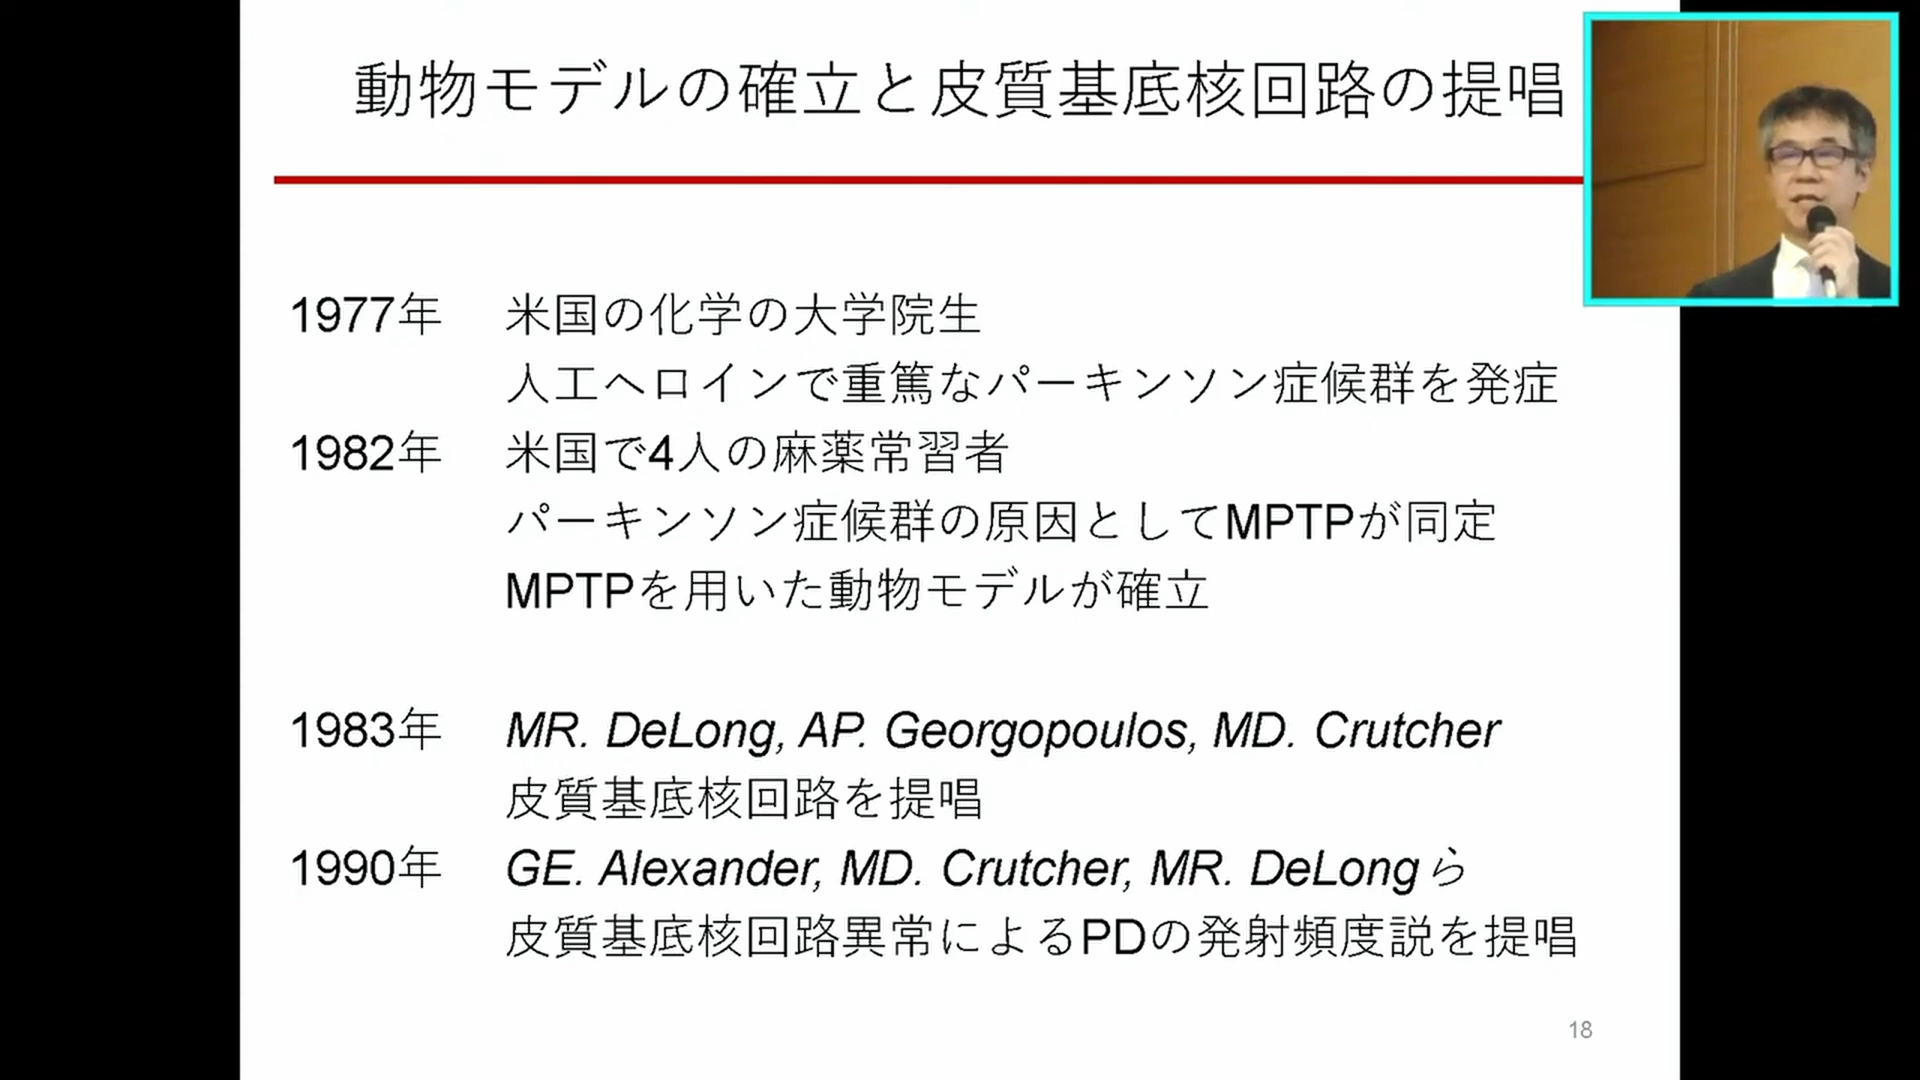 動物モデルの確立と皮質基底核回路の提唱
1977年 米国の化学の大学院生
人工ヘロインで重篤なパーキンソン症候群を発症
1982年 米国で4人の麻薬常習者
パーキンソン症候群の原因としてMPTPが同定
MPTPを用いた動物モデルが確立
1983年 MR. DeLong, AP. Georgopoulos, MD. Crutcher
皮質基底核回路を提唱
1990年 GE. Alexander, MD. Crutcher, MR. DeLongら
皮質基底核回路異常によるPDの発射頻度説を提唱
18